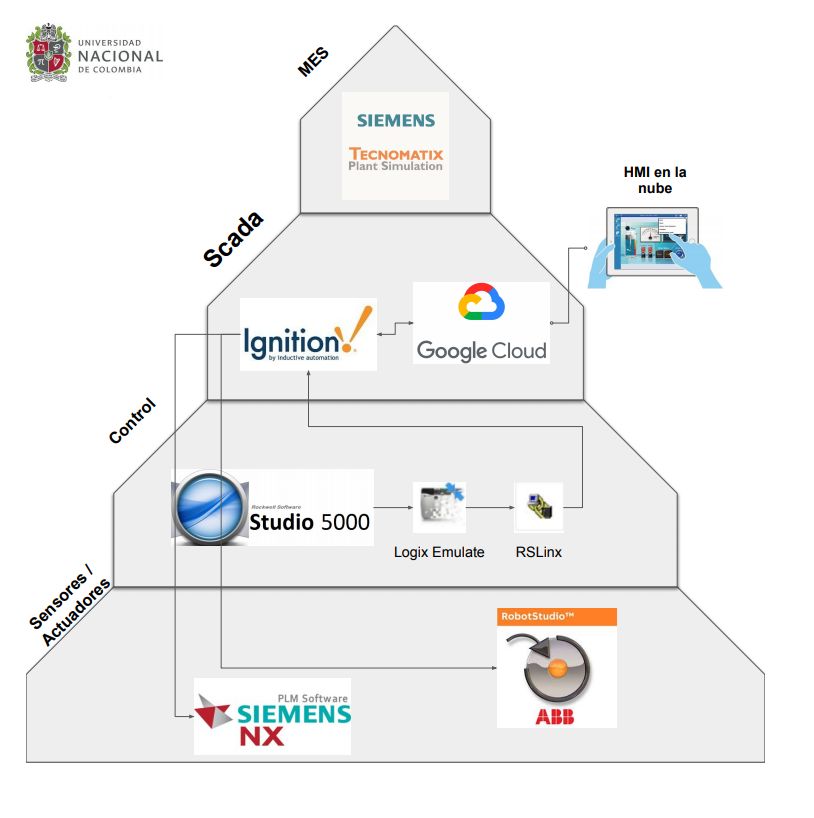 UNIVERSIDAD
NACIONAL
DE COLOMBIA
MES
SIEMENS
TECNOMATIX
Plant Simulation
HMI en la
nube
Scada
Ignition!
by inductive automation
Google Cloud
Control
Rockwell Software
Studio 5000
Logix Emulate
RSLinx
Sensores /
Actuadores
RobotStudio™
ABB
PLM Software
SIEMENS
NX